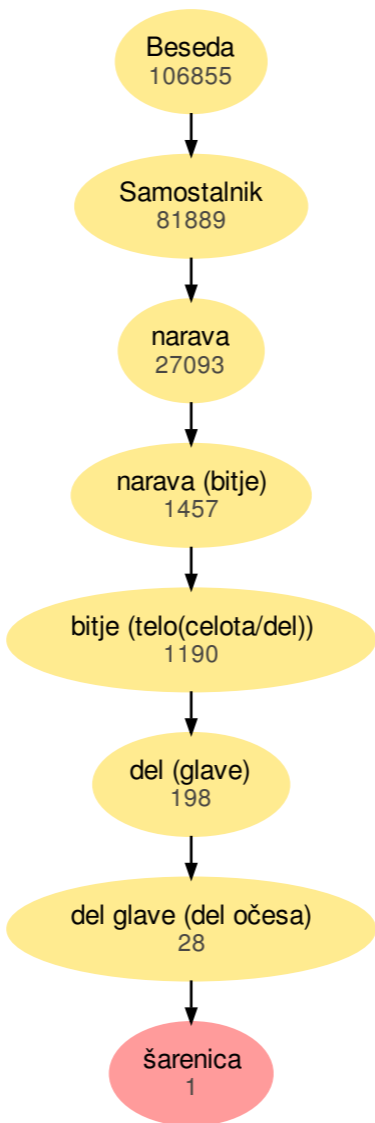 Beseda
106855
Samostalnik
81889
narava
27093
narava (bitje)
1457
bitje (telo(celota/del))
1190
del (glave)
198
del glave (del očesa)
28
šarenica
1